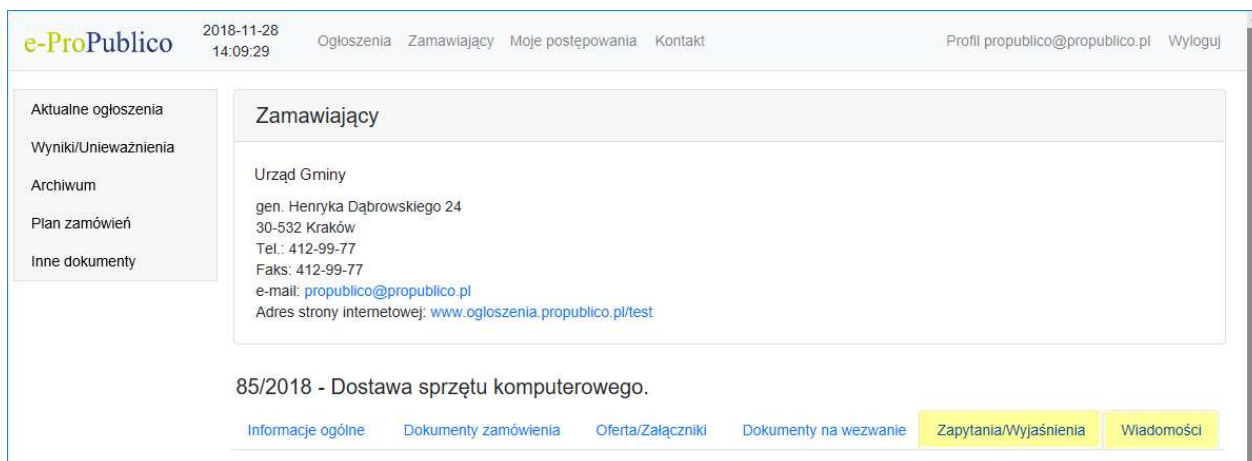 e-ProPublico
2018-11-28
14:09:29
Ogłoszenia Zamawiający Moje postępowania Kontakt
Profil propublico@propublico.pl Wyloguj
Aktualne ogłoszenia
Wyniki/Unieważnienia
Archiwum
Plan zamówień
Inne dokumenty
Zamawiający
Urząd Gminy
gen. Henryka Dąbrowskiego 24
30-532 Kraków
Tel.: 412-99-77
Faks: 412-99-77
e-mail: propublico@propublico.pl
Adres strony internetowej: www.ogloszenia.propublico.pl/test
85/2018 - Dostawa sprzętu komputerowego.
Informacje ogólne Dokumenty zamówienia Oferta/Załączniki Dokumenty na wezwanie Zapytania/Wyjaśnienia Wiadomości